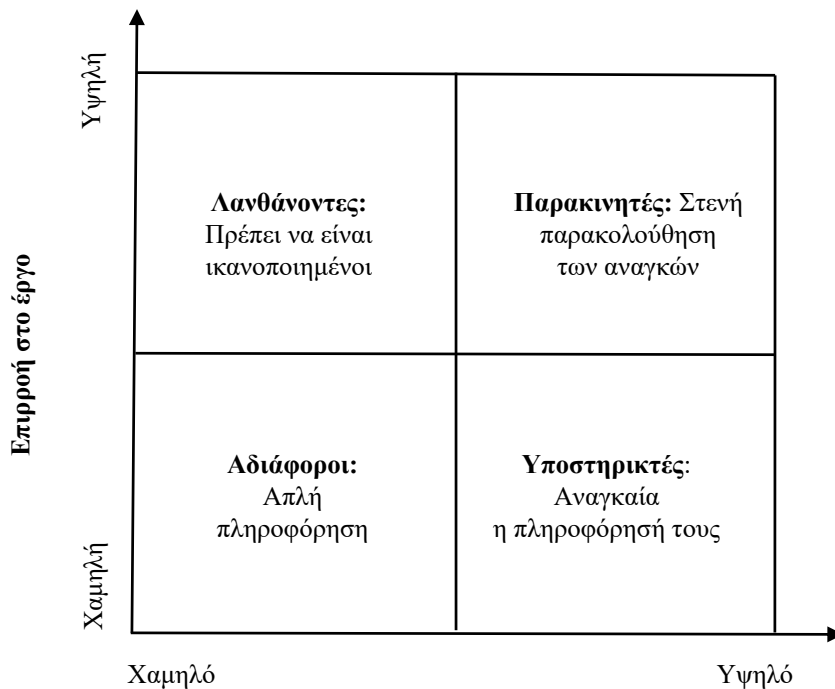 Υψηλή
Λανθάνοντες:
Πρέπει να είναι
ικανοποιημένοι
Παρακινητές: Στενή
παρακολούθηση
των αναγκών
Επιρροή στο έργο
Αδιάφοροι:
Απλή
πληροφόρηση
Υποστηρικτές:
Αναγκαία
η πληροφόρησή τους
Χαμηλή
Χαμηλό
Υψηλό